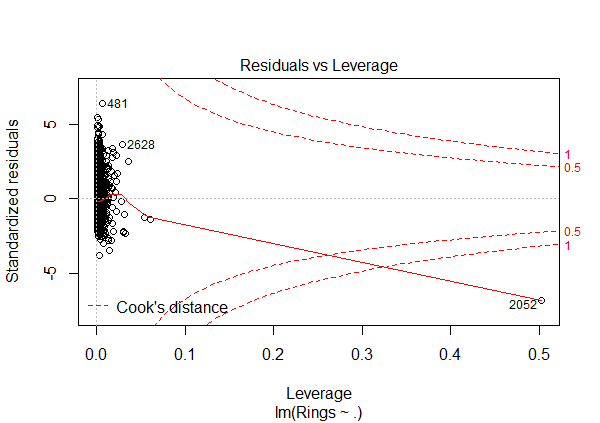 Residuals vs Leverage
Standardized residuals
5
0
-5
481
2628
2052
1
0.5
0.5
1
Cook's distance
0.0 0.1 0.2 0.3 0.4 0.5
Leverage
lm(Rings ~ .)